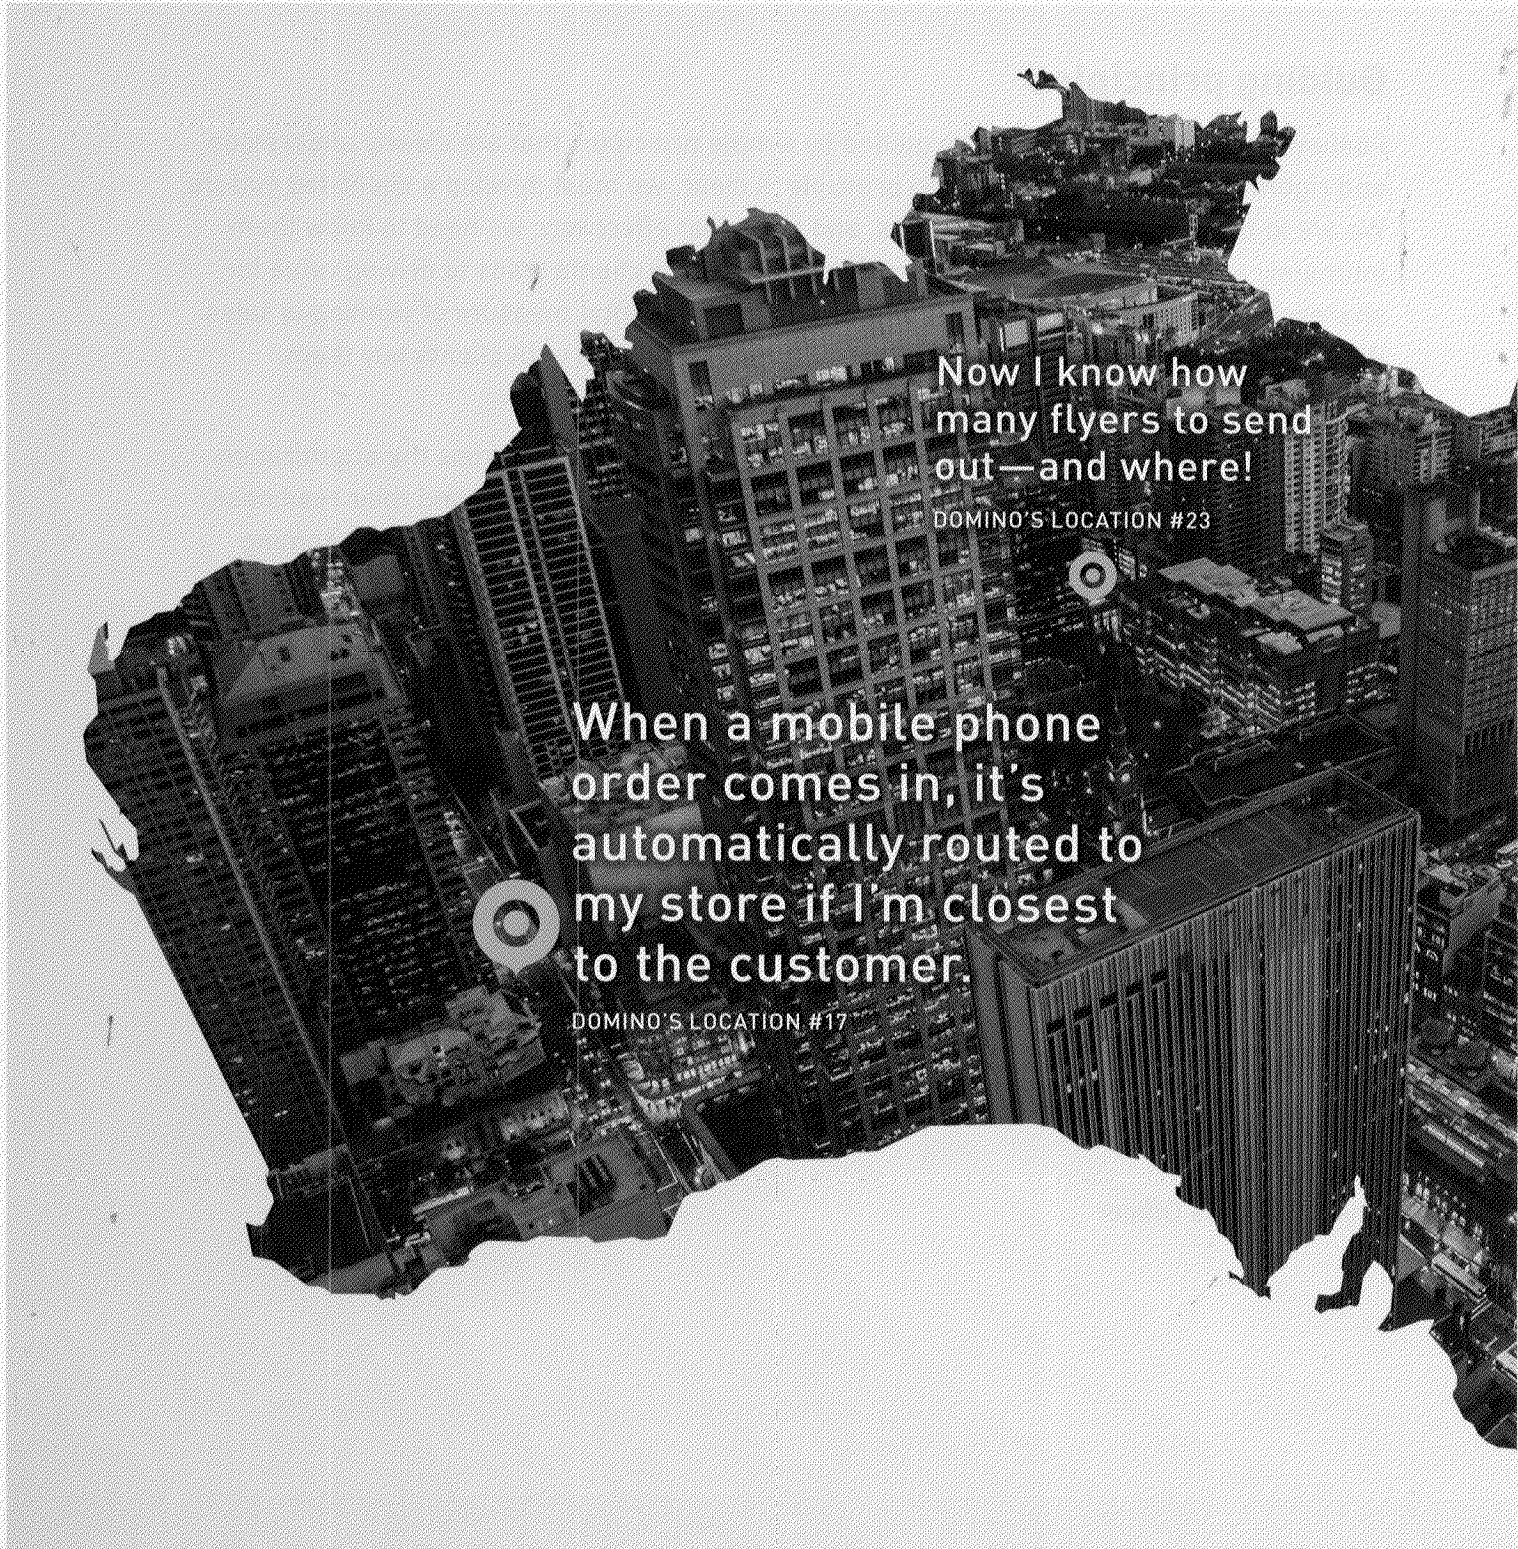 Now I know how
many flyers to send
out—and where!
DOMINO'S LOCATION #23
When a mobile phone
order comes in, it's
automatically routed to
my store if I'm closest
to the customer.
DOMINO'S LOCATION #17